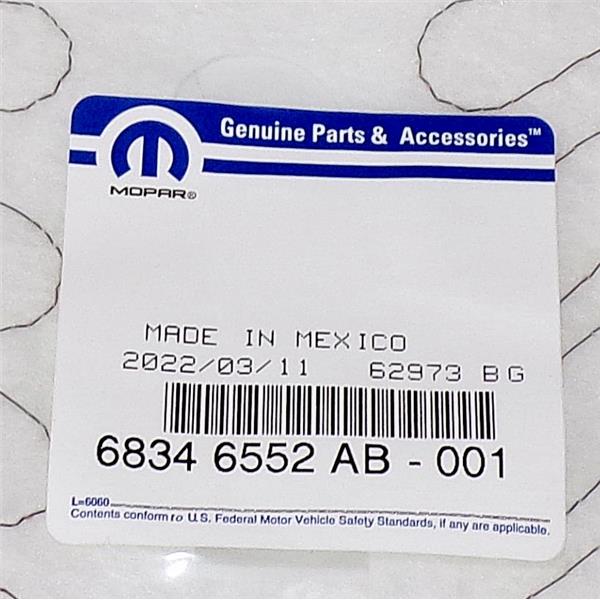 Genuine Parts & Accessories™
MOPAR®
MADE IN MEXICO
2022/03/11 62973 BG
6834 6552 AB - 001
L=6060
Contents conform to U.S. Federal Motor Vehicle Safety Standards, if any are applicable.